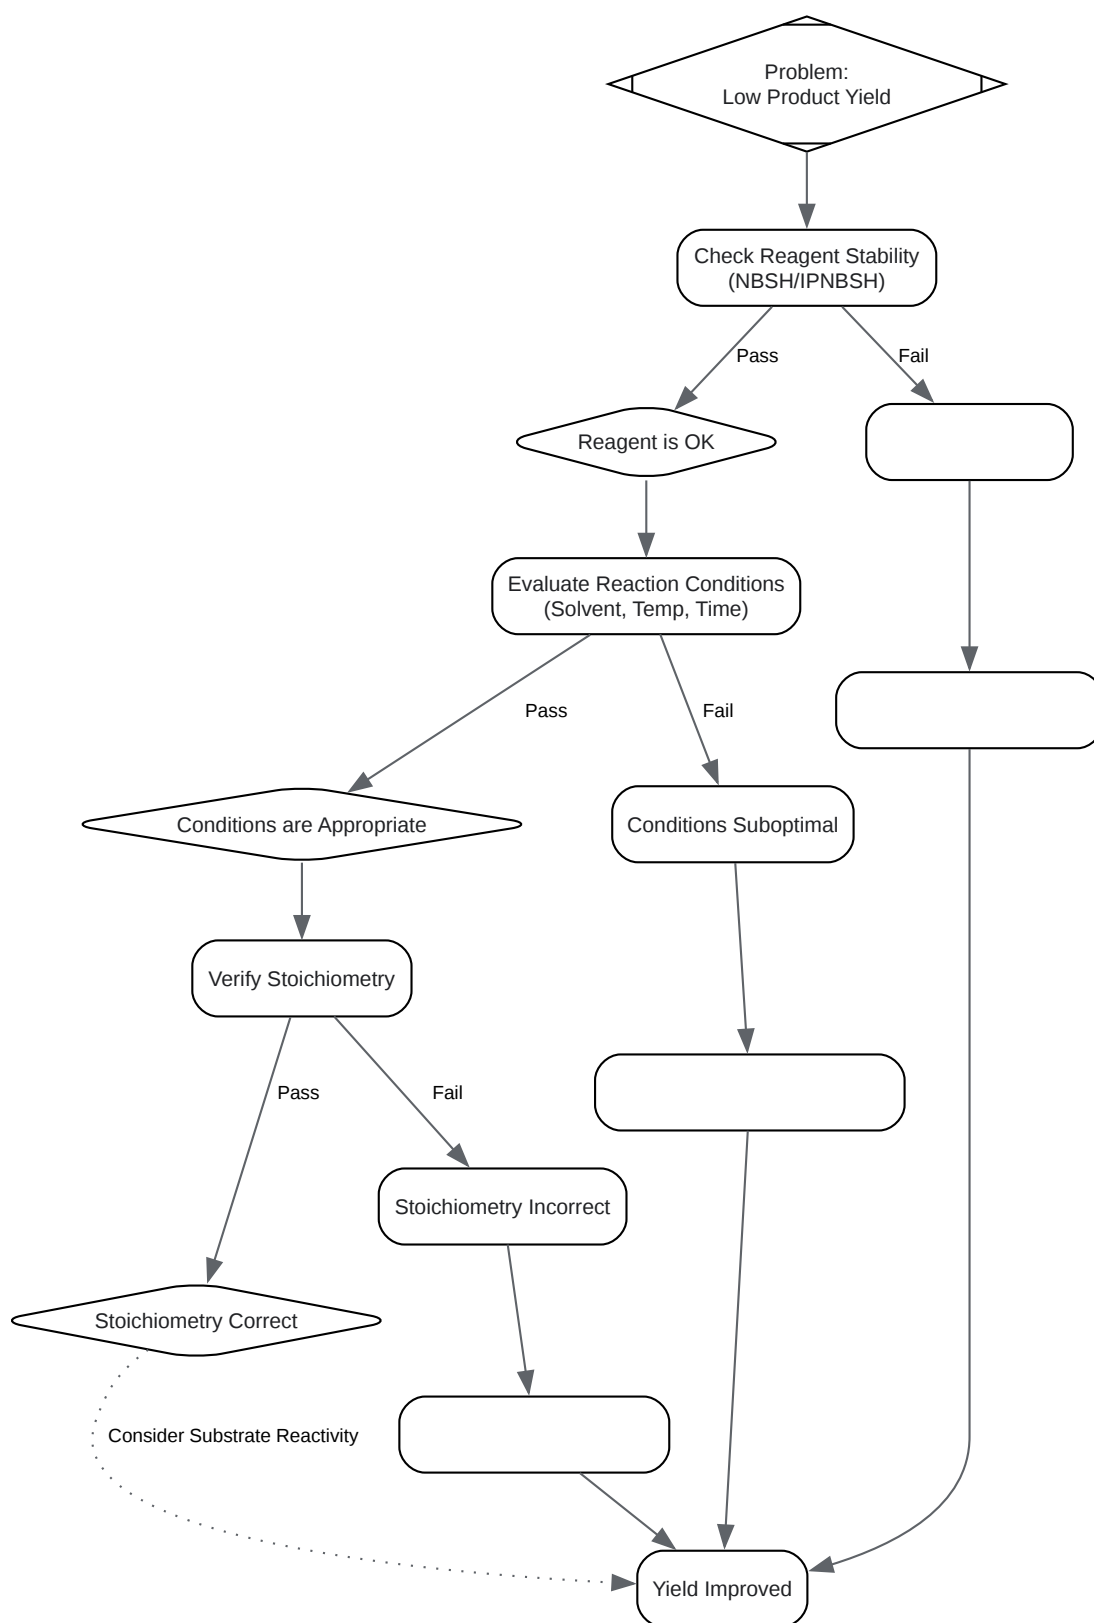 Problem:
Low Product Yield
Check Reagent Stability
(NBSH/IPNBSH)
Pass
Fail
Reagent is OK
Evaluate Reaction Conditions
(Solvent, Temp, Time)
Pass
Fail
Conditions are Appropriate
Conditions Suboptimal
Verify Stoichiometry
Pass
Fail
Stoichiometry Incorrect
Stoichiometry Correct
Consider Substrate Reactivity
Yield Improved